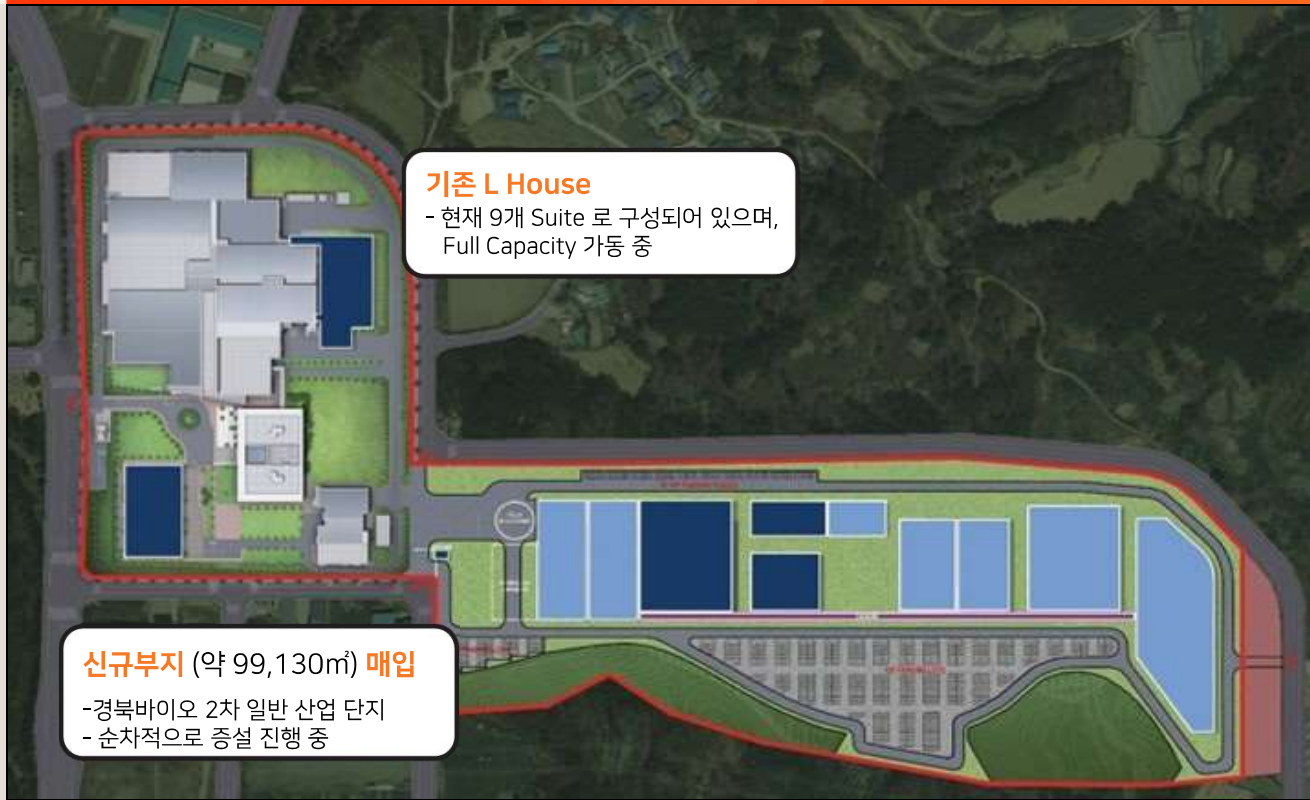 기존 L House
- 현재 9개 Suite 로 구성되어 있으며,
Full Capacity 가동 중
신규부지 (약 99,130㎡) 매입
-경북바이오 2차 일반 산업 단지
- 순차적으로 증설 진행 중